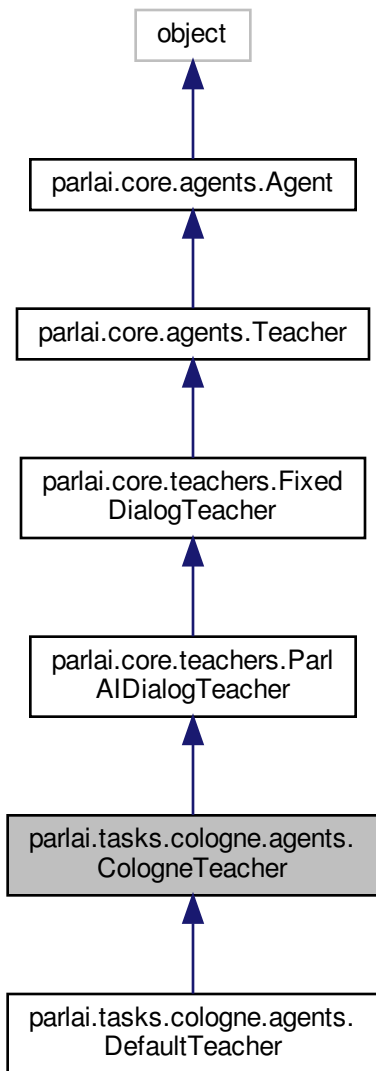 object
parlai.core.agents.Agent
parlai.core.agents.Teacher
parlai.core.teachers.Fixed
DialogTeacher
parlai.core.teachers.Parl
AIDialogTeacher
parlai.tasks.cologne.agents.
CologneTeacher
parlai.tasks.cologne.agents.
DefaultTeacher